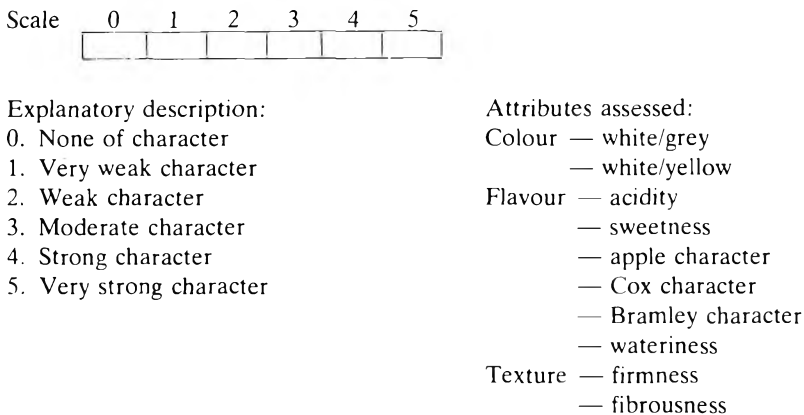 Scale 0 1 2 3 4 5
Explanatory description:
0. None of character
1. Very weak character
2. Weak character
3. Moderate character
4. Strong character
5. Very strong character
Attributes assessed:
Colour — white/grey
— white/yellow
Flavour — acidity
— sweetness
— apple character
— Cox character
— Bramley character
— wateriness
Texture — firmness
— fibrousness